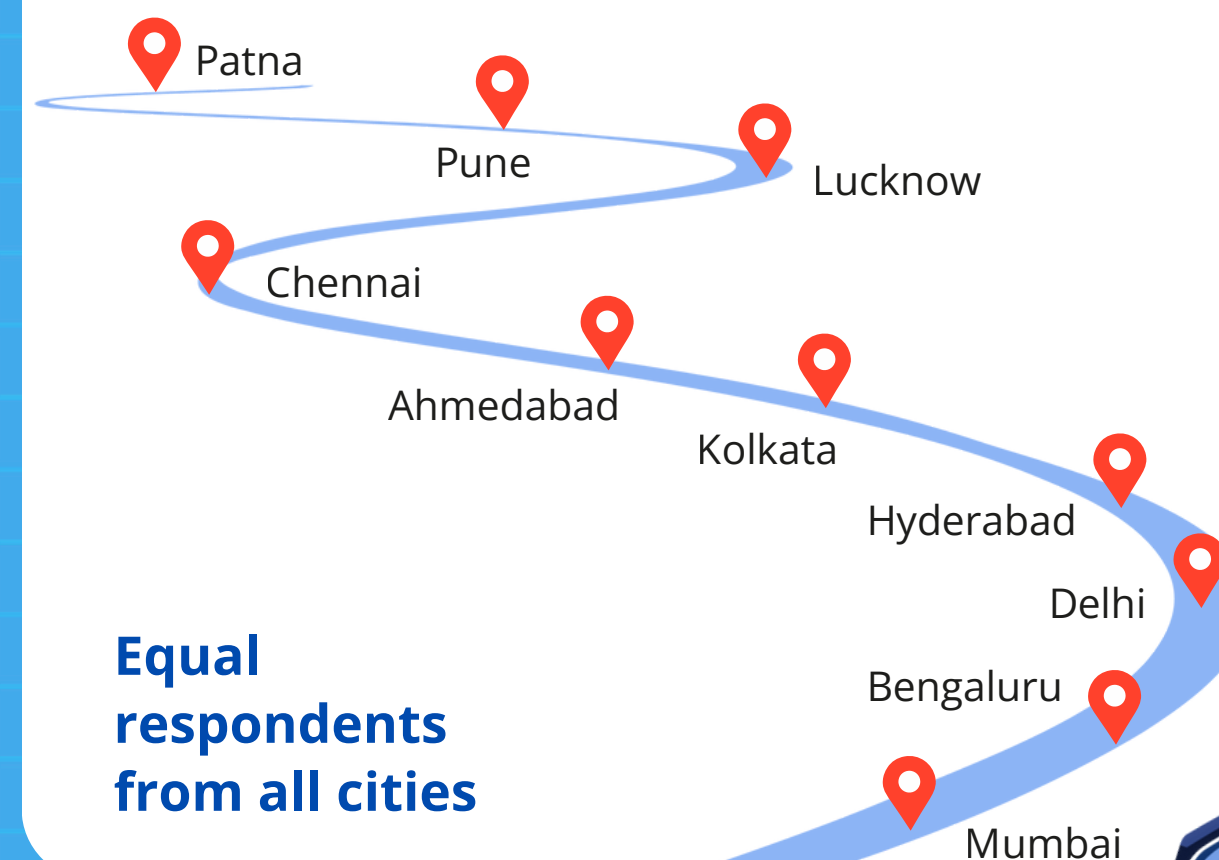 Patna
Pune
Lucknow
Chennai
Ahmedabad
Kolkata
Hyderabad
Delhi
Bengaluru
Mumbai
Equal
respondents
from all cities